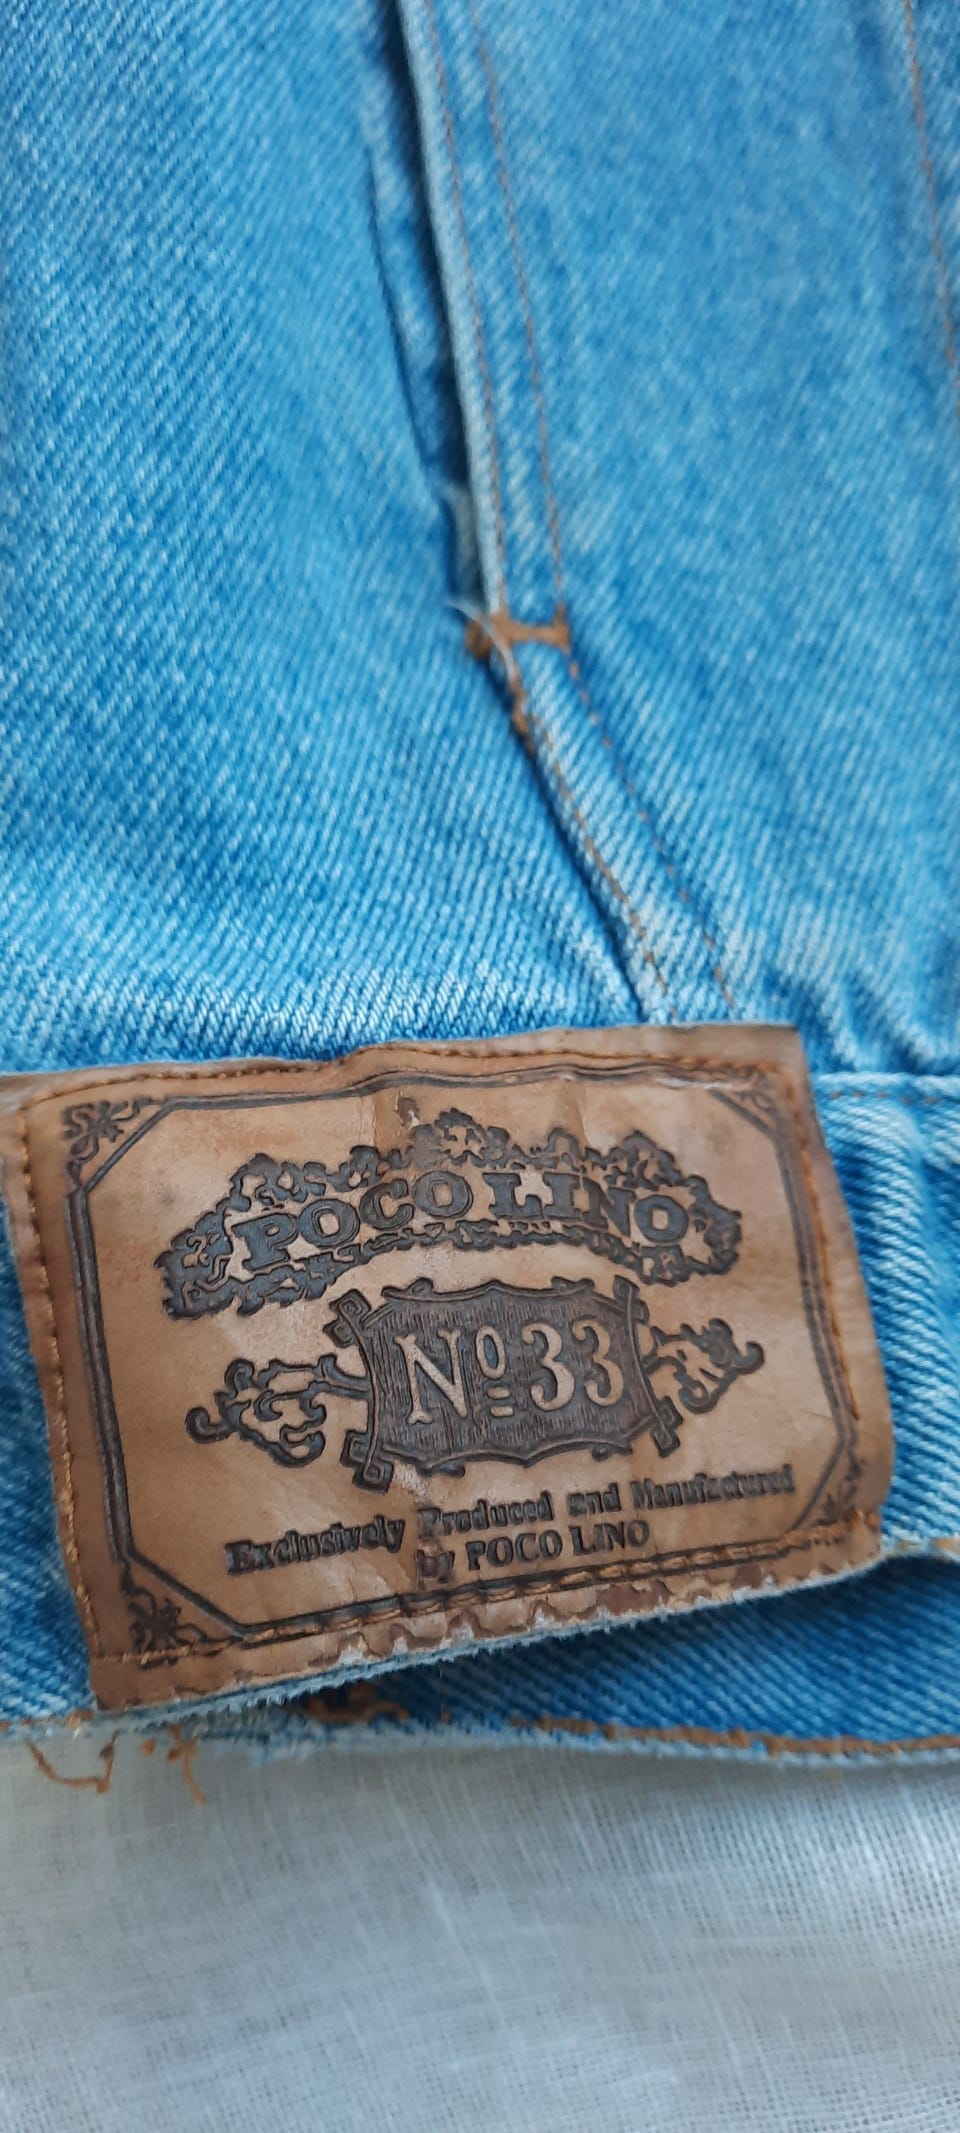 POCO LINO
Nº 33
Exclusively Produced and Manufactured
by POCO LINO